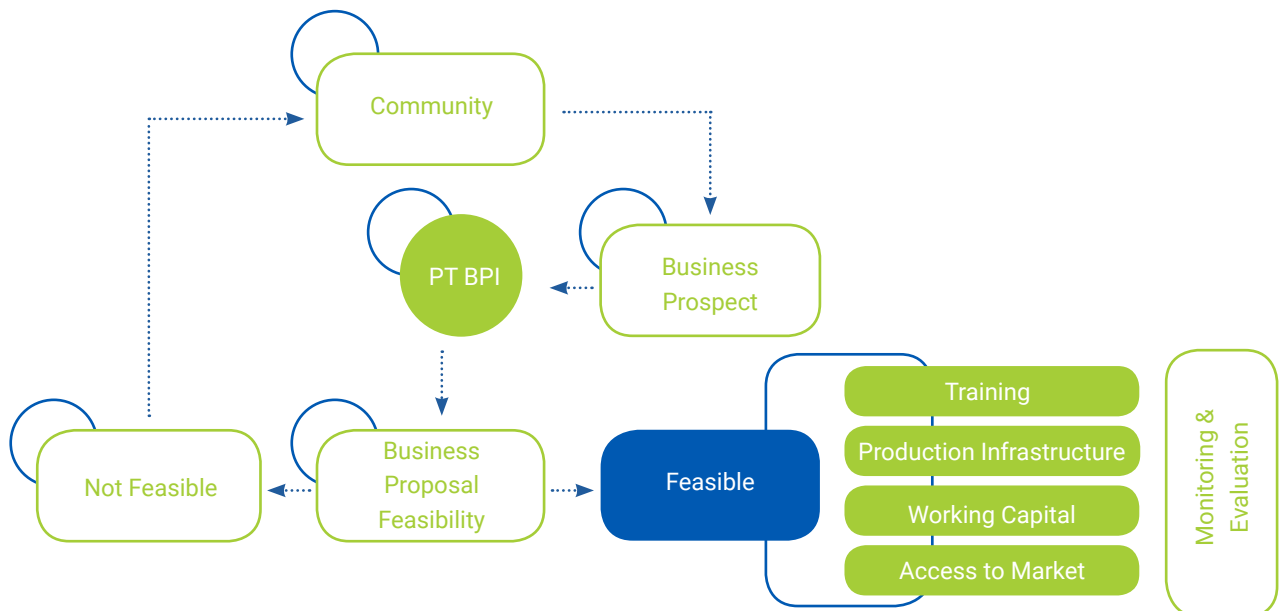 Community
PT BPI
Business
Prospect
Not Feasible
Business
Proposal
Feasibility
Feasible
Training
Production Infrastructure
Working Capital
Access to Market
Monitoring &
Evaluation